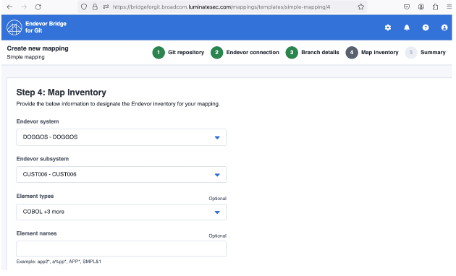 https://bridgeforgit.broadcom.luminatesec.com/mappings/templates/simple-mapping/4
Endevor Bridge
for Git
Create new mapping
Simple mapping
1 Git repository 2 Endevor connection 3 Branch details 4 Map inventory 5 Summary
Step 4: Map Inventory
Provide the below information to designate the Endevor inventory for your mapping.
Endevor system
DOGGOS - DOGGOS
Endevor subsystem
CUST006 - CUST006
Element types
Optional
COBOL +3 more
Element names
Optional
Example: app2*, a%pp*, APP*, EMPLE1